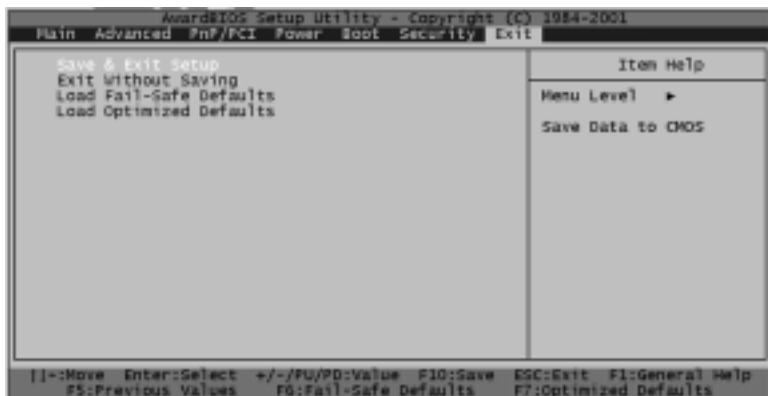 AwardBIOS Setup Utility - Copyright (C) 1984-2001
Main Advanced PnP/PCI Power Boot Security Exit
Save & Exit Setup
Exit Without Saving
Load Fail-Safe Defaults
Load Optimized Defaults
Item Help
Menu Level ►
Save Data to CMOS
:Move Enter:Select +/-/PU/PD:Value F10:Save ESC:Exit F1:General Help
F5:Previous Values F6:Fail-Safe Defaults F7:Optimized Defaults